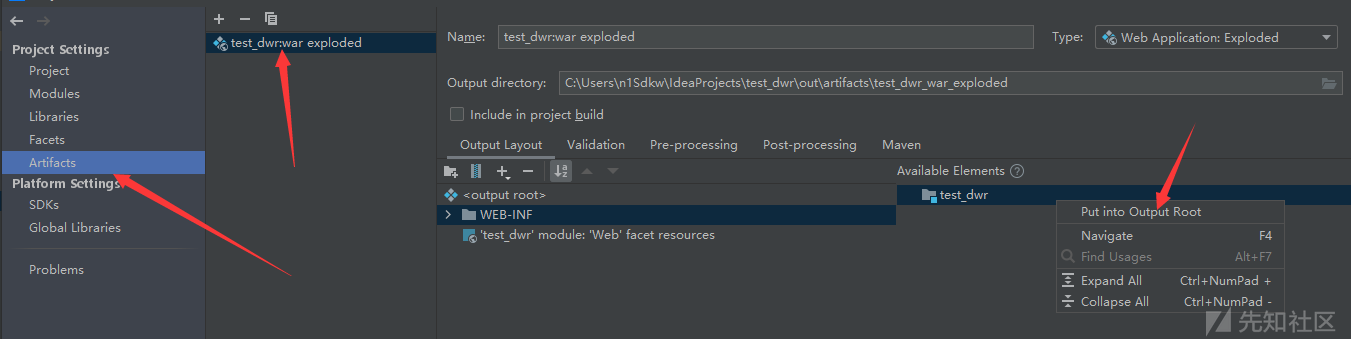 Project Settings
Project
Modules
Libraries
Facets
Artifacts
Platform Settings
SDKs
Global Libraries
Problems
test_dwr:war exploded
Name: test_dwr:war exploded
Type: Web Application: Exploded
Output directory: C:\Users\n1Sdkw\IdeaProjects\test_dwr\out\artifacts\test_dwr_war_exploded
Include in project build
Output Layout Validation Pre-processing Post-processing Maven
<output root>
WEB-INF
'test_dwr' module: 'Web' facet resources
Available Elements ?
test_dwr
Put into Output Root
Navigate F4
Find Usages Alt+F7
Expand All Ctrl+NumPad +
Collapse All Ctrl+NumPad -
先知社区